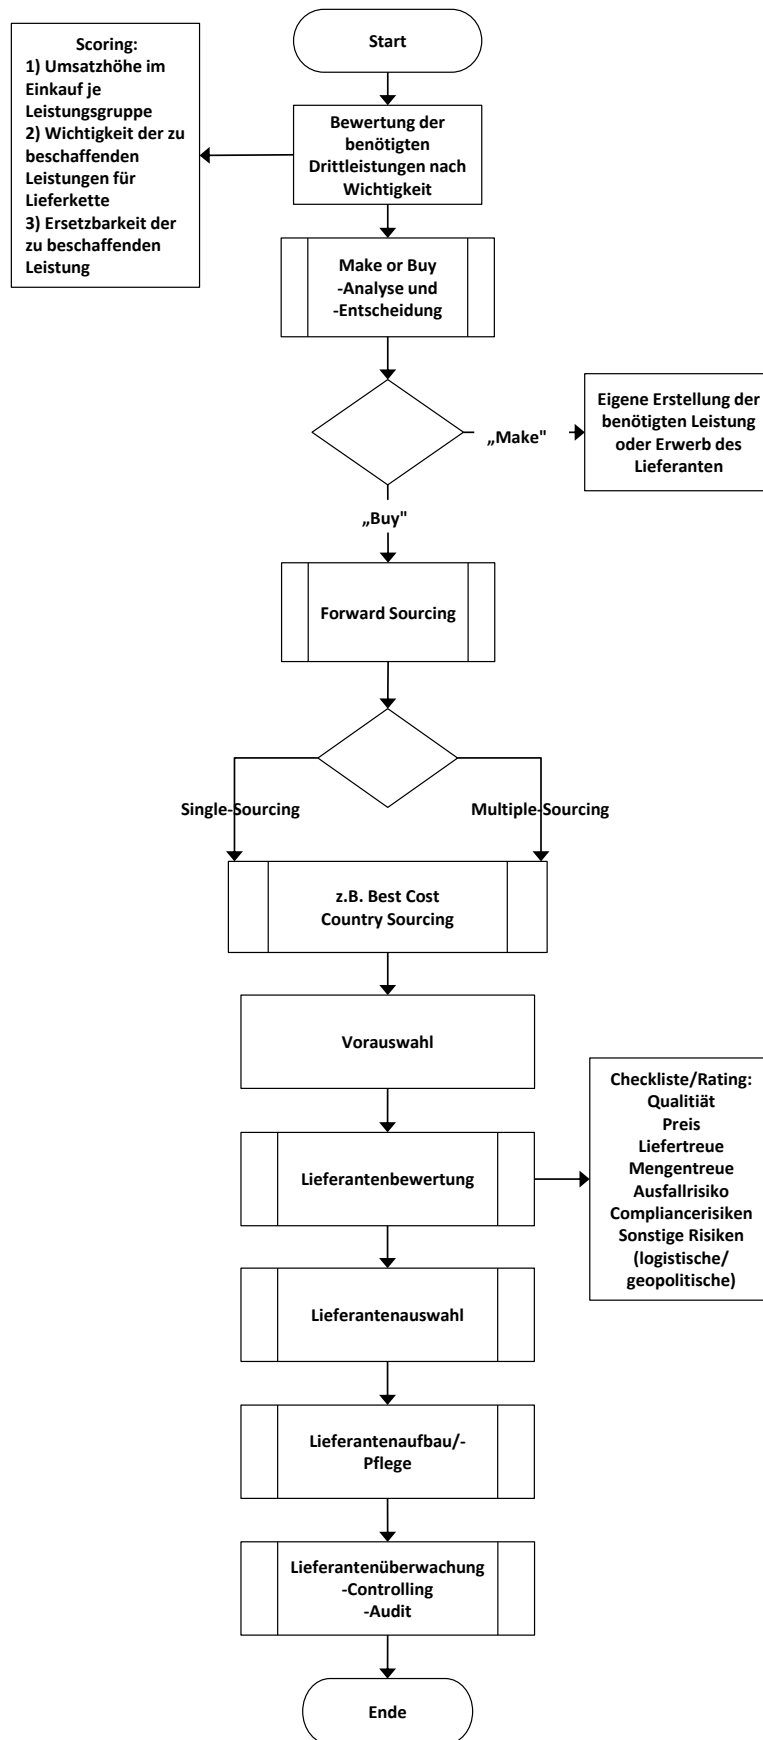 Start
Scoring:
1) Umsatzhöhe im
Einkauf je
Leistungsgruppe
2) Wichtigkeit der zu
beschaffenden
Leistungen für
Lieferkette
3) Ersetzbarkeit der
zu beschaffenden
Leistung
Bewertung der
benötigten
Drittleistungen nach
Wichtigkeit
Make or Buy
-Analyse und
-Entscheidung
„Make"
Eigene Erstellung der
benötigten Leistung
oder Erwerb des
Lieferanten
„Buy"
Forward Sourcing
Single-Sourcing
Multiple-Sourcing
z.B. Best Cost
Country Sourcing
Vorauswahl
Lieferantenbewertung
Checkliste/Rating:
Qualitiät
Preis
Liefertreue
Mengentreue
Ausfallrisiko
Compliancerisiken
Sonstige Risiken
(logistische/
geopolitische)
Lieferantenauswahl
Lieferantenaufbau/-
Pflege
Lieferantenüberwachung
-Controlling
-Audit
Ende